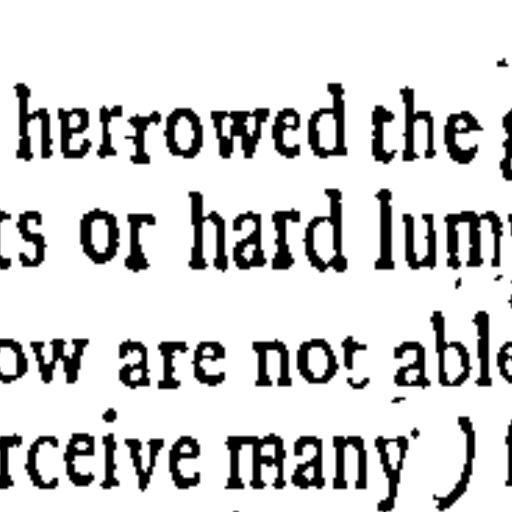 herrowed the
ts or hard lum
ow are not able
rceive many )